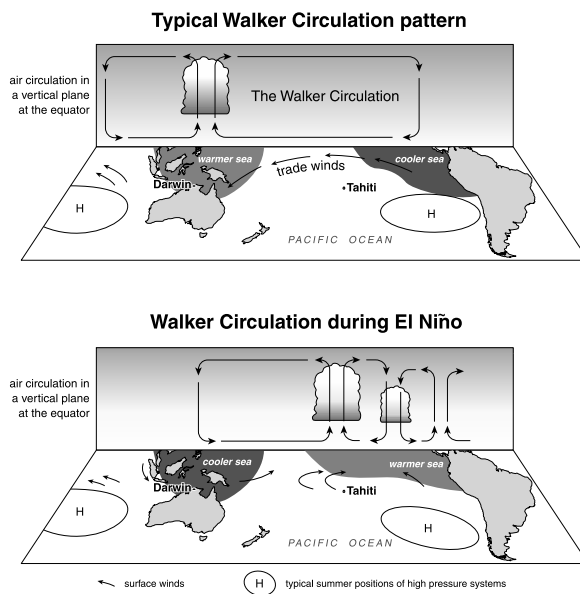 Typical Walker Circulation pattern
air circulation in
a vertical plane
at the equator
The Walker Circulation
warmer sea
cooler sea
trade winds
Darwin
Tahiti
H
H
PACIFIC OCEAN
Walker Circulation during El Niño
air circulation in
a vertical plane
at the equator
cooler sea
warmer sea
Darwin
Tahiti
H
H
PACIFIC OCEAN
surface winds
H
typical summer positions of high pressure systems